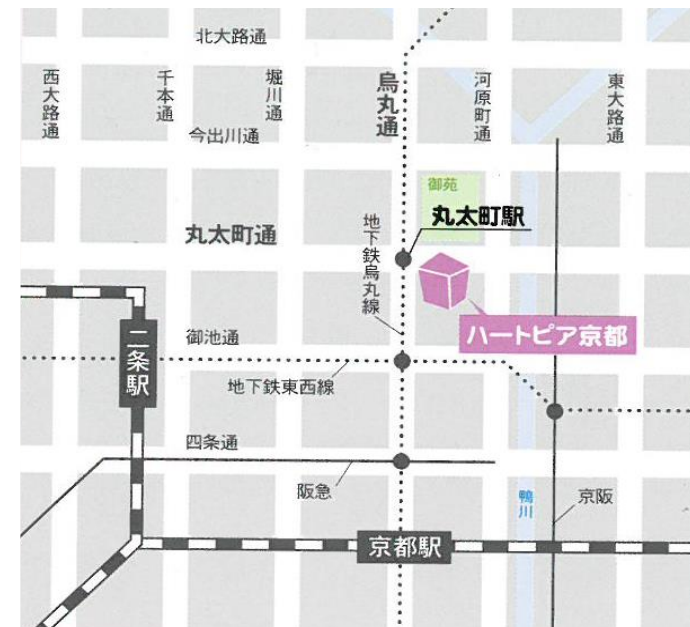 北大路通
西大路通
千本通
堀川通
烏丸通
河原町通
東大路通
今出川通
御苑
丸太町駅
丸太町通
地下鉄烏丸線
ハートピア京都
二条駅
御池通
地下鉄東西線
四条通
阪急
鴨川
京阪
京都駅